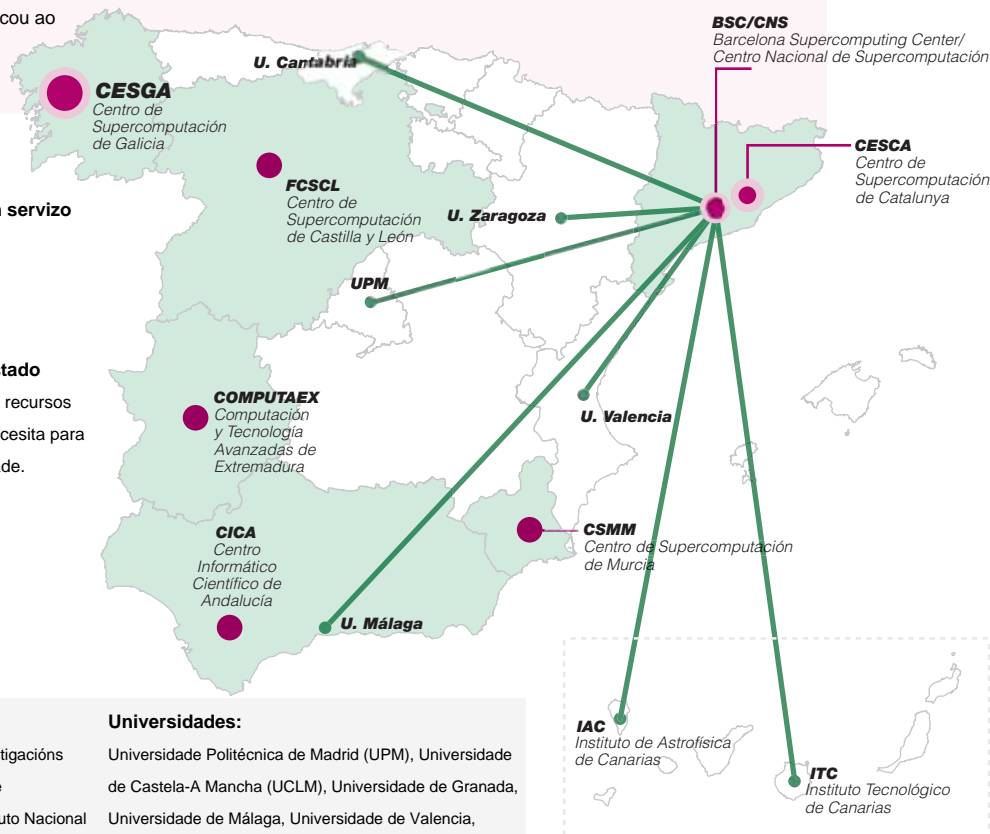 cou ao
BSC/CNS
Barcelona Supercomputing Center/
Centro Nacional de Supercomputación
U. Cantabria
CESGA
Centro de
Supercomputación
de Galicia
CESCA
Centro de
Supercomputación
de Catalunya
servizo
FCSCL
Centro de
Supercomputación
de Castilla y León
U. Zaragoza
UPM
tado
recursos
cesita para
ade.
COMPUTAEX
Computación
y Tecnología
Avanzadas de
Extremadura
U. Valencia
CICA
Centro
Informático
Científico de
Andalucía
CSMM
Centro de Supercomputación
de Murcia
U. Málaga
IAC
Instituto de Astrofísica
de Canarias
ITC
Instituto Tecnológico
de Canarias
tigacións
e
uto Nacional
Universidades:
Universidade Politécnica de Madrid (UPM), Universidade
de Castela-A Mancha (UCLM), Universidade de Granada,
Universidade de Málaga, Universidade de Valencia,